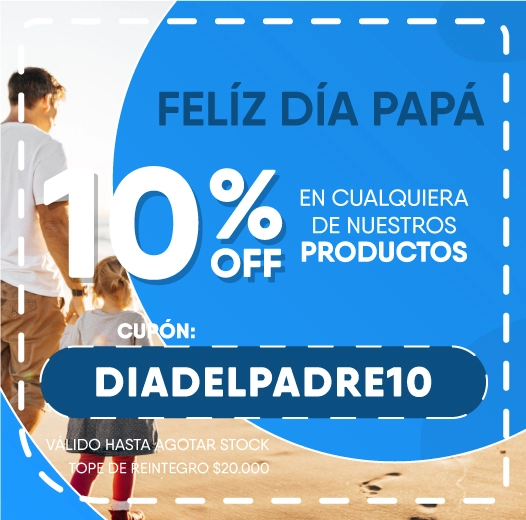 FELÍZ DÍA PAPÁ
10% OFF
EN CUALQUIERA
DE NUESTROS
PRODUCTOS
CUPÓN:
DIADELPADRE10
VÁLIDO HASTA AGOTAR STOCK
TOPE DE REINTEGRO $20.000